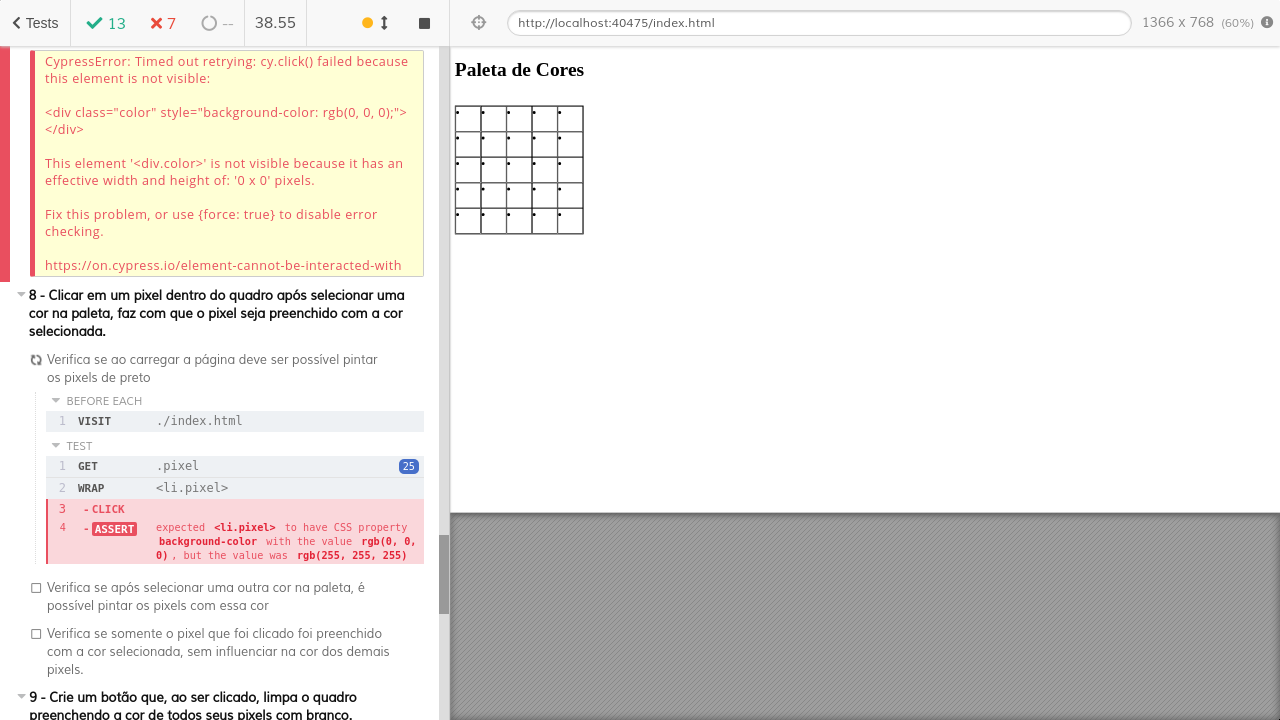 Tests 13 7 -- 38.55
http://localhost:40475/index.html 1366 x 768 (60%)
CypressError: Timed out retrying: cy.click() failed because
this element is not visible:
<div class="color" style="background-color: rgb(0, 0, 0);">
</div>
This element '<div.color>' is not visible because it has an
effective width and height of: '0 x 0' pixels.
Fix this problem, or use {force: true} to disable error
checking.
https://on.cypress.io/element-cannot-be-interacted-with
8 - Clicar em um pixel dentro do quadro após selecionar uma
cor na paleta, faz com que o pixel seja preenchido com a cor
selecionada.
Verifica se ao carregar a página deve ser possível pintar
os pixels de preto
BEFORE EACH
1 VISIT ./index.html
TEST
1 GET .pixel 25
2 WRAP <li.pixel>
3 - CLICK
4 - ASSERT expected <li.pixel> to have CSS property
background-color with the value rgb(0, 0,
0) , but the value was rgb(255, 255, 255)
Verifica se após selecionar uma outra cor na paleta, é
possível pintar os pixels com essa cor
Verifica se somente o pixel que foi clicado foi preenchido
com a cor selecionada, sem influenciar na cor dos demais
pixels.
9 - Crie um botão que, ao ser clicado, limpa o quadro
preenchendo a cor de todos seus pixels com branco.
Paleta de Cores